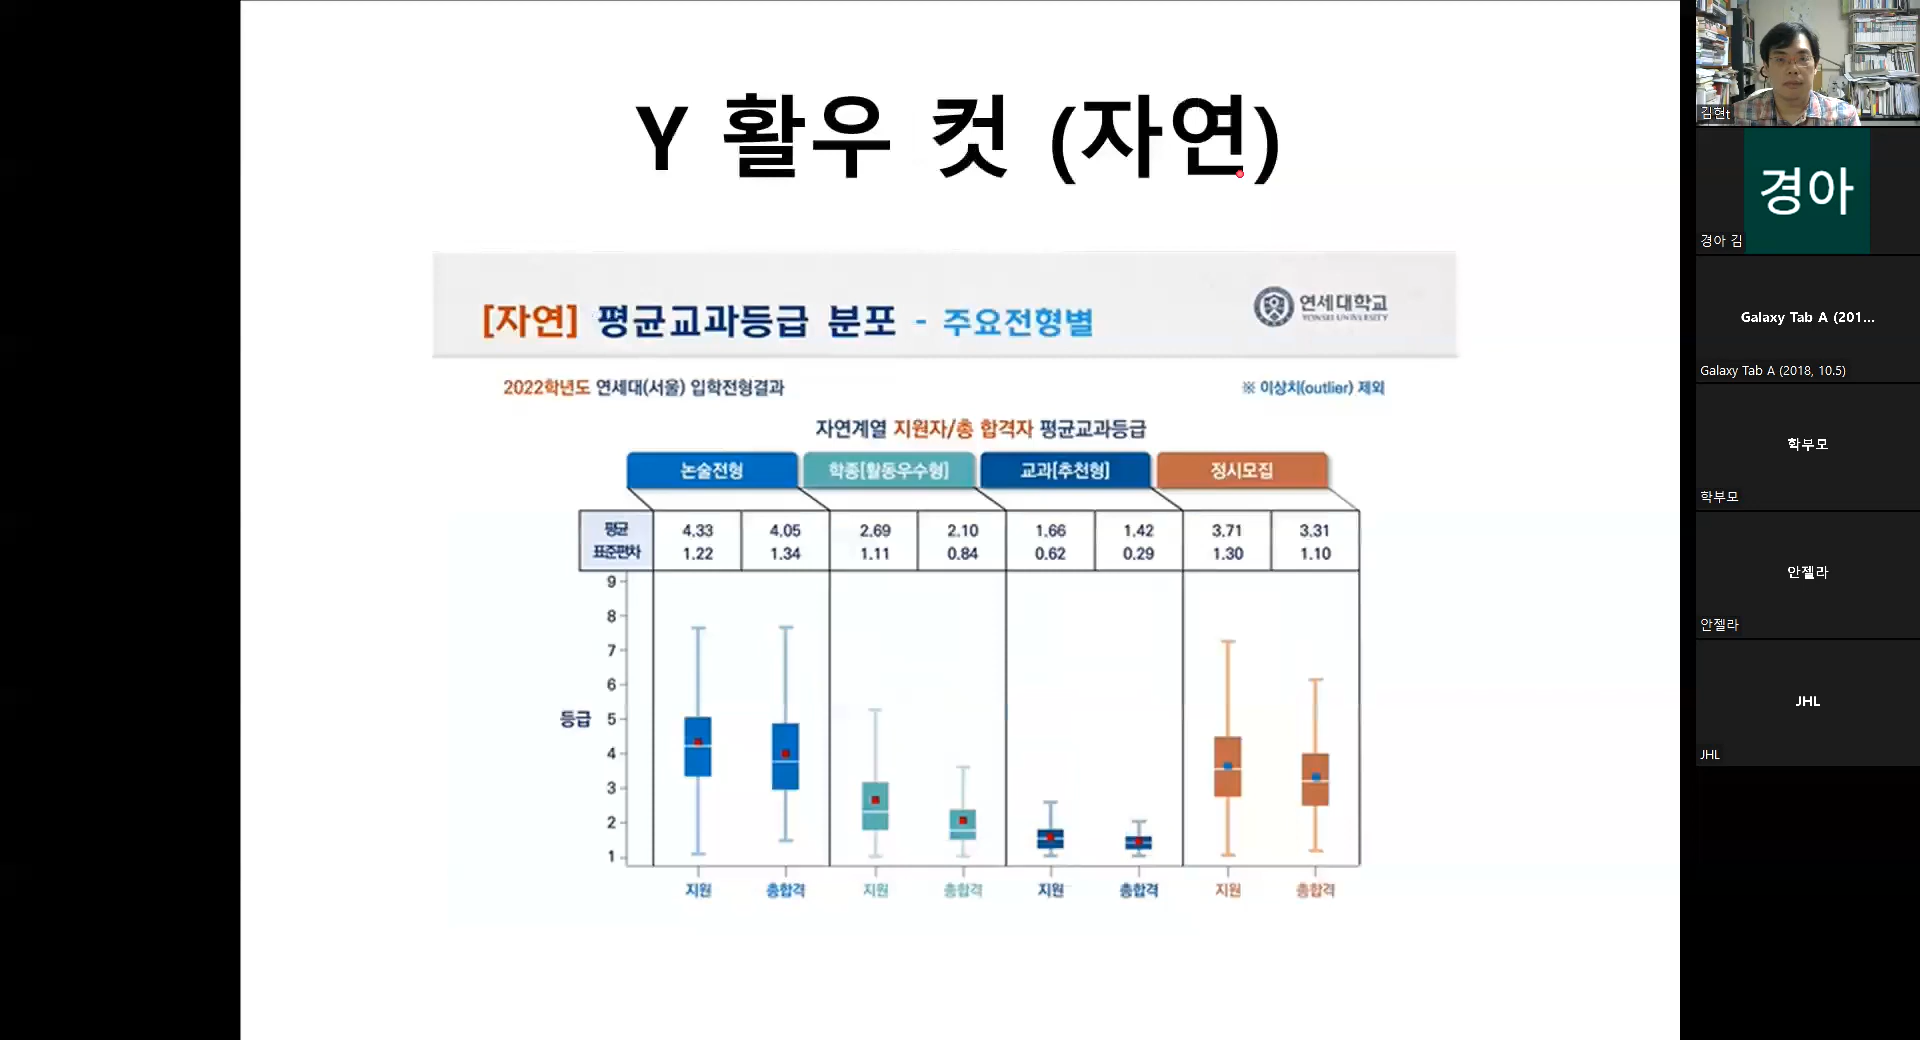 Y 활우 컷 (자연)
[자연] 평균교과등급 분포 - 주요전형별
연세대학교
YONSEI UNIVERSITY
2022학년도 연세대(서울) 입학전형결과
※ 이상치(outlier) 제외
자연계열 지원자/총 합격자 평균교과등급
논술전형 학종[활동우수형] 교과[추천형] 정시모집
평균 4.33 4.05 2.69 2.10 1.66 1.42 3.71 3.31
표준편차 1.22 1.34 1.11 0.84 0.62 0.29 1.30 1.10
9
8
7
6
등급 5
4
3
2
1
지원 총합격 지원 총합격 지원 총합격 지원 총합격
김현t
경아
경아 김
Galaxy Tab A (201...
Galaxy Tab A (2018, 10.5)
학부모
학부모
안젤라
안젤라
JHL
JHL